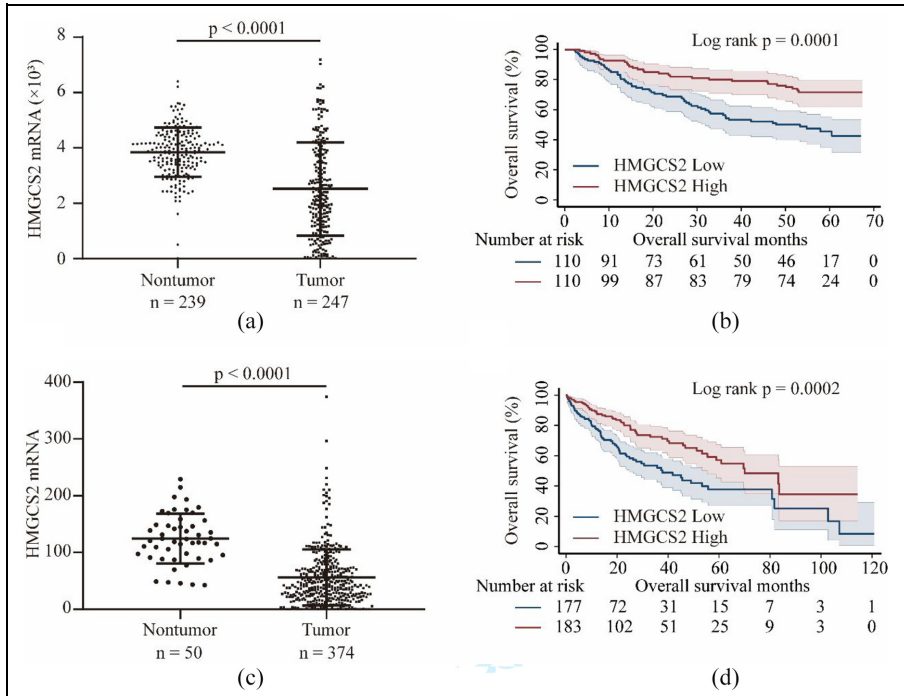 p < 0.0001
8
6
4
2
0
HMGCS2 mRNA (×10³)
Nontumor
Tumor
n = 239
n = 247
(a)
Log rank p = 0.0001
100
80
60
40
20
0
Overall survival (%)
HMGCS2 Low
HMGCS2 High
0 10 20 30 40 50 60 70
Number at risk Overall survival months
110 91 73 61 50 46 17 0
110 99 87 83 79 74 24 0
(b)
p < 0.0001
400
300
200
100
0
HMGCS2 mRNA
Nontumor
Tumor
n = 50
n = 374
(c)
Log rank p = 0.0002
100
80
60
40
20
0
Overall survival (%)
HMGCS2 Low
HMGCS2 High
0 20 40 60 80 100 120
Number at risk Overall survival months
177 72 31 15 7 3 1
183 102 51 25 9 3 0
(d)